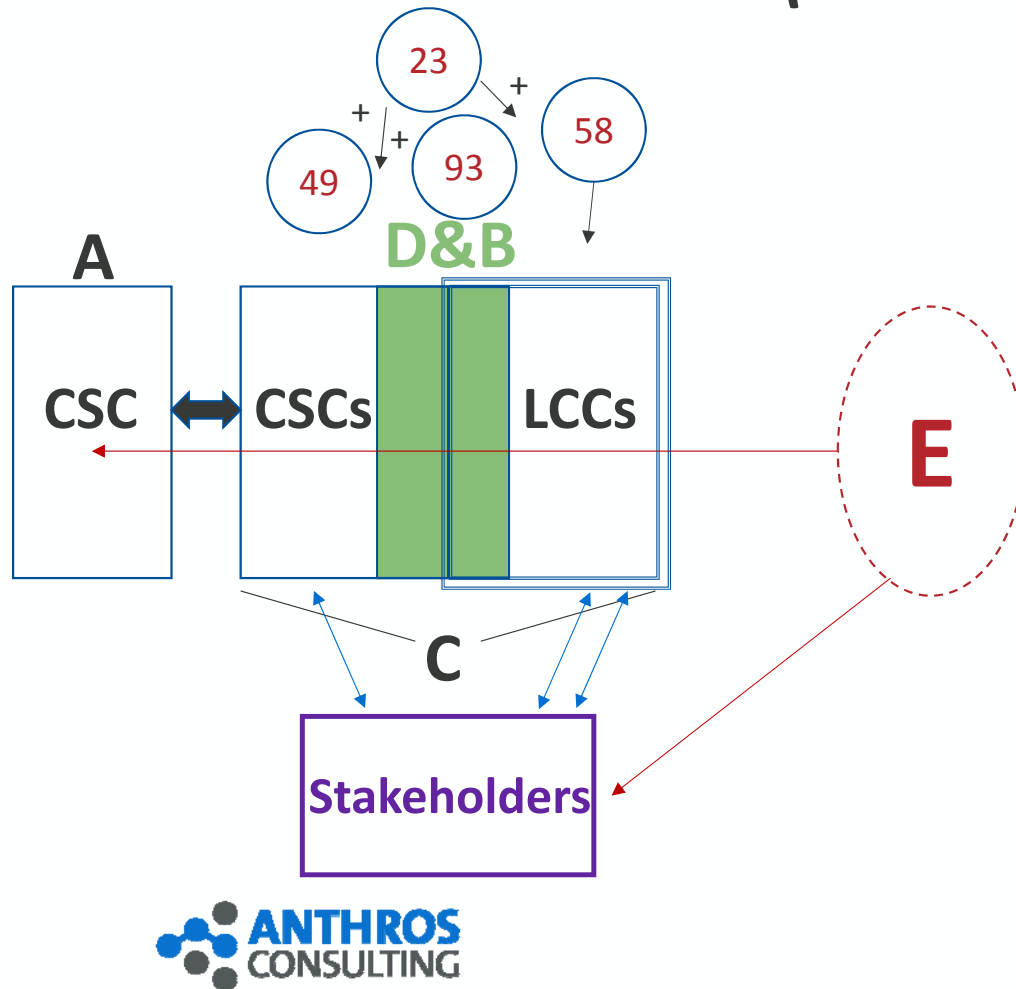 23
+
+
+
58
49
93
D&B
A
CSC
CSCs
LCCs
E
C
Stakeholders
ANTHROS
CONSULTING